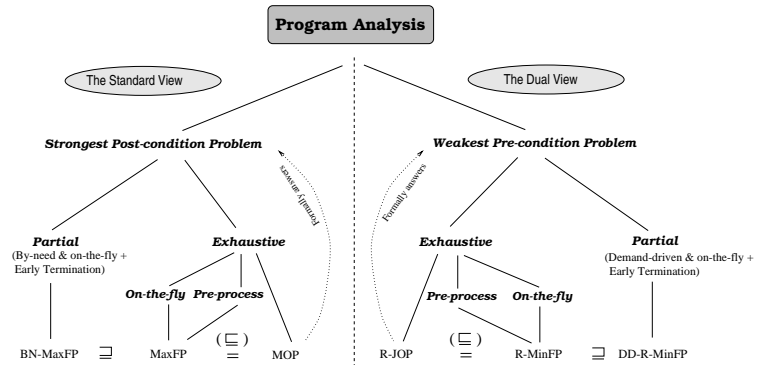 Program Analysis
The Standard View
The Dual View
Strongest Post-condition Problem
Weakest Pre-condition Problem
Formally answers
Formally answers
Partial
(By-need & on-the-fly +
Early Termination)
Exhaustive
Exhaustive
Partial
(Demand-driven & on-the-fly +
Early Termination)
On-the-fly
Pre-process
Pre-process
On-the-fly
BN-MaxFP ⊒ MaxFP (⊑) = MOP
R-JOP (⊑) = R-MinFP ⊒ DD-R-MinFP